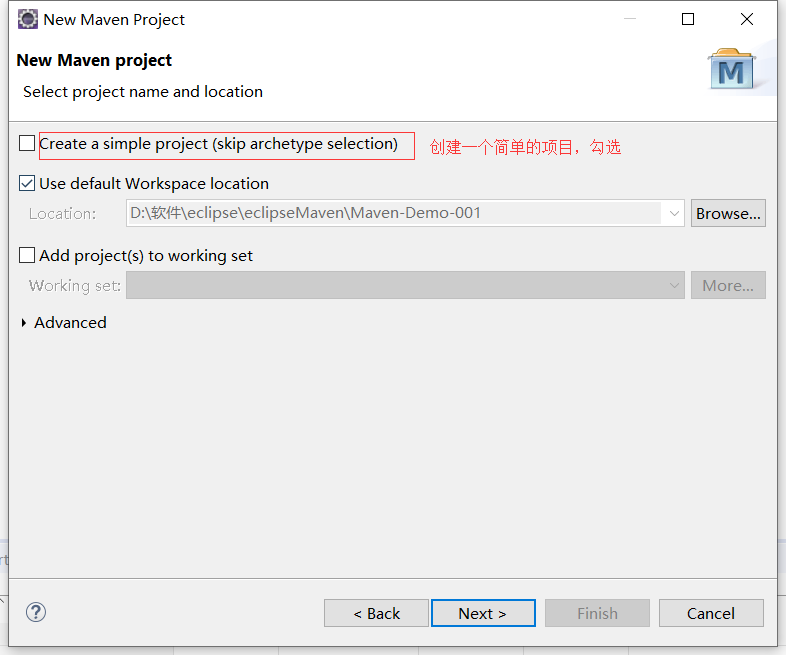 New Maven Project
New Maven project
Select project name and location
M
Create a simple project (skip archetype selection) 创建一个简单的项目，勾选
Use default Workspace location
Location: D:\软件\eclipse\eclipseMaven\Maven-Demo-001 Browse...
Add project(s) to working set
Working set: More...
Advanced
? < Back Next > Finish Cancel